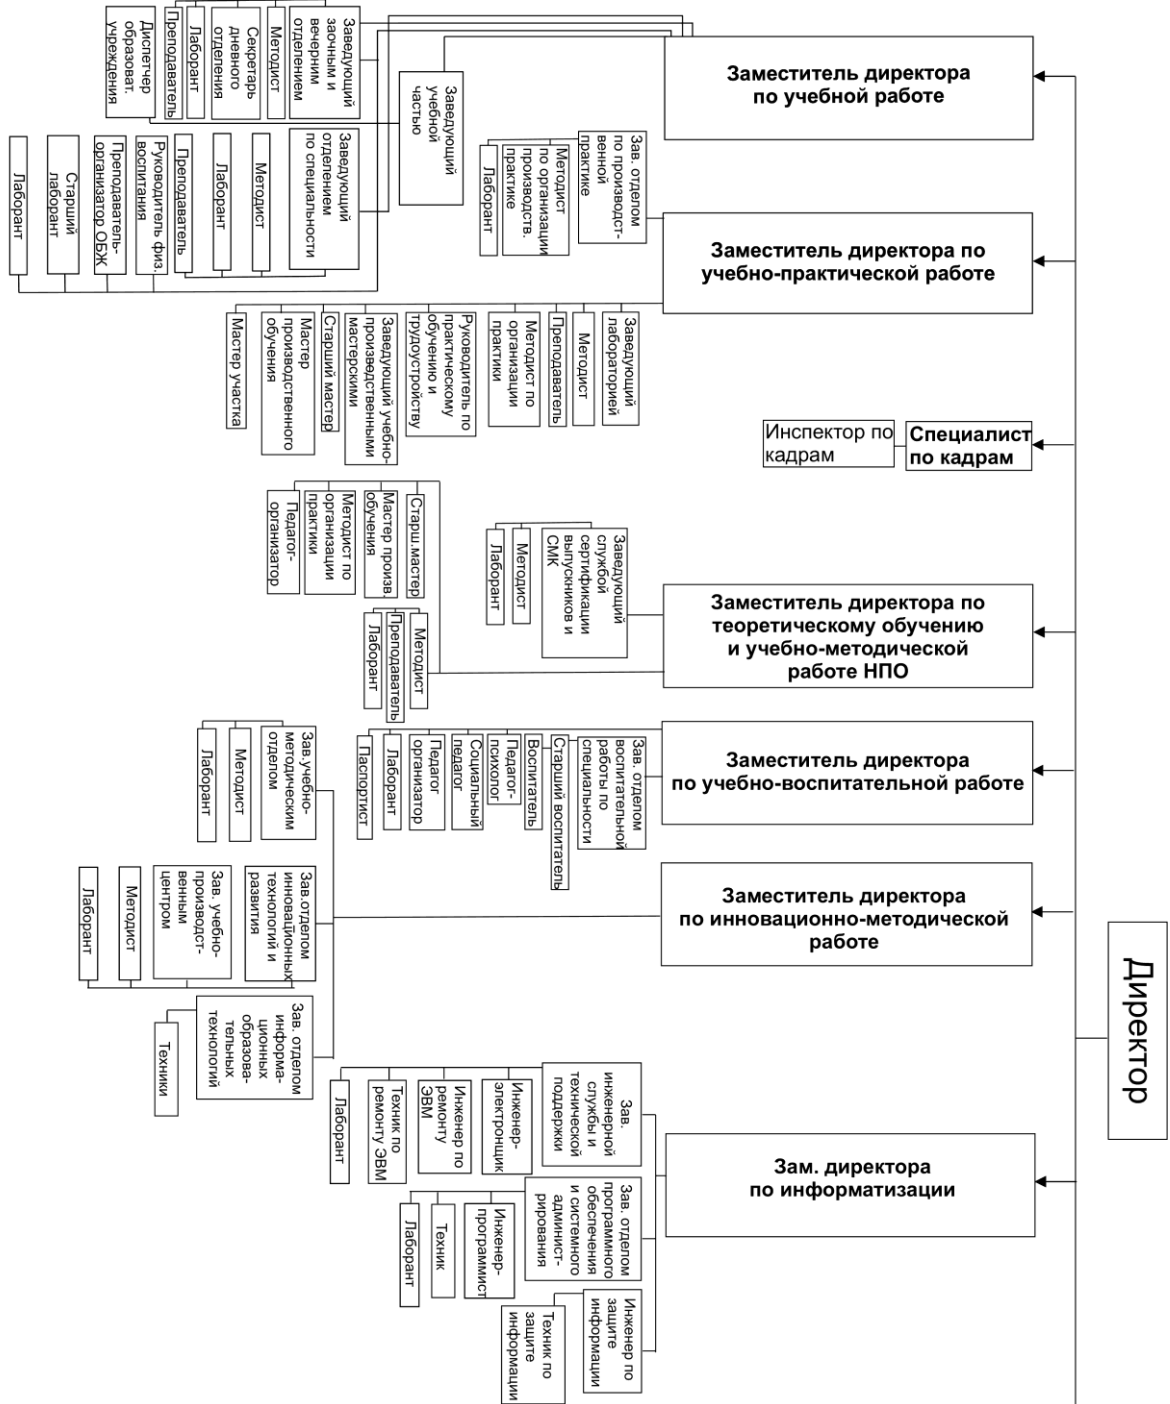 Директор
Заместитель директора
по учебной работе
Заведующий
заочным и
вечерним
отделением
Методист
Секретарь
дневного
отделения
Лаборант
Преподаватель
Диспетчер
образоват.
учреждения
Заведующий
учебной
частью
Заведующий
отделением
по специальности
Методист
Лаборант
Преподаватель
Руководитель физ.
воспитания
Преподаватель-
организатор ОБЖ
Старший
лаборант
Лаборант
Заместитель директора по
учебно-практической работе
Зав. отделом
по производст-
венной
практике
Методист
по организации
производств.
практике
Лаборант
Заведующий
лабораторией
Методист
Преподаватель
Методист по
организации
практики
Руководитель по
практическому
обучению и
трудоустройству
Заведующий учебно-
производственными
мастерскими
Старший мастер
Мастер
производственного
обучения
Мастер участка
Специалист
по кадрам
Инспектор по
кадрам
Заместитель директора по
теоретическому обучению
и учебно-методической
работе НПО
Заведующий
службой
сертификации
выпускников и
СМК
Методист
Лаборант
Старш.мастер
Мастер произв.
обучения
Методист по
организации
практики
Педагог-
организатор
Методист
Преподаватель
Лаборант
Заместитель директора
по учебно-воспитательной работе
Зав. отделом
воспитательной
работы по
специальности
Старший воспитатель
Воспитатель
Педагог-
психолог
Социальный
педагог
Педагог
организатор
Лаборант
Паспортист
Заместитель директора
по инновационно-методической
работе
Зав.учебно-
методическим
отделом
Методист
Лаборант
Зав.отделом
инновационных
технологий и
развития
Зав. учебно-
производст-
венным
центром
Методист
Лаборант
Зав. отделом
информа-
ционных
образова-
тельных
технологий
Техники
Зам. директора
по информатизации
Зав.
инженерной
службы и
технической
поддержки
Инженер-
электронщик
Инженер по
ремонту
ЭВМ
Техник по
ремонту ЭВМ
Лаборант
Зав. отделом
программного
обеспечения
и системного
админист-
рирования
Инженер-
программист
Техник
Лаборант
Инженер по
защите
информации
Техник по
защите
информации